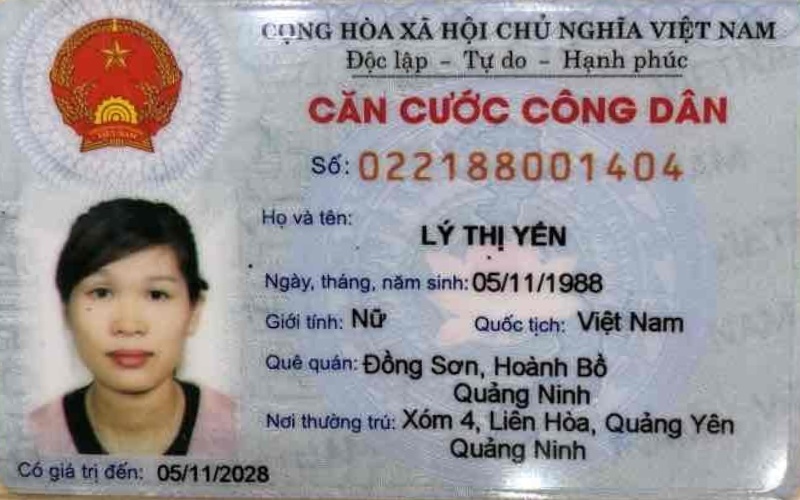 CỘNG HÒA XÃ HỘI CHỦ NGHĨA VIỆT NAM
Độc lập - Tự do - Hạnh phúc
CĂN CƯỚC CÔNG DÂN
Số: 022188001404
Họ và tên:
LÝ THỊ YẾN
Ngày, tháng, năm sinh: 05/11/1988
Giới tính: Nữ Quốc tịch: Việt Nam
Quê quán: Đồng Sơn, Hoành Bồ
Quảng Ninh
Nơi thường trú: Xóm 4, Liên Hòa, Quảng Yên
Quảng Ninh
Có giá trị đến: 05/11/2028